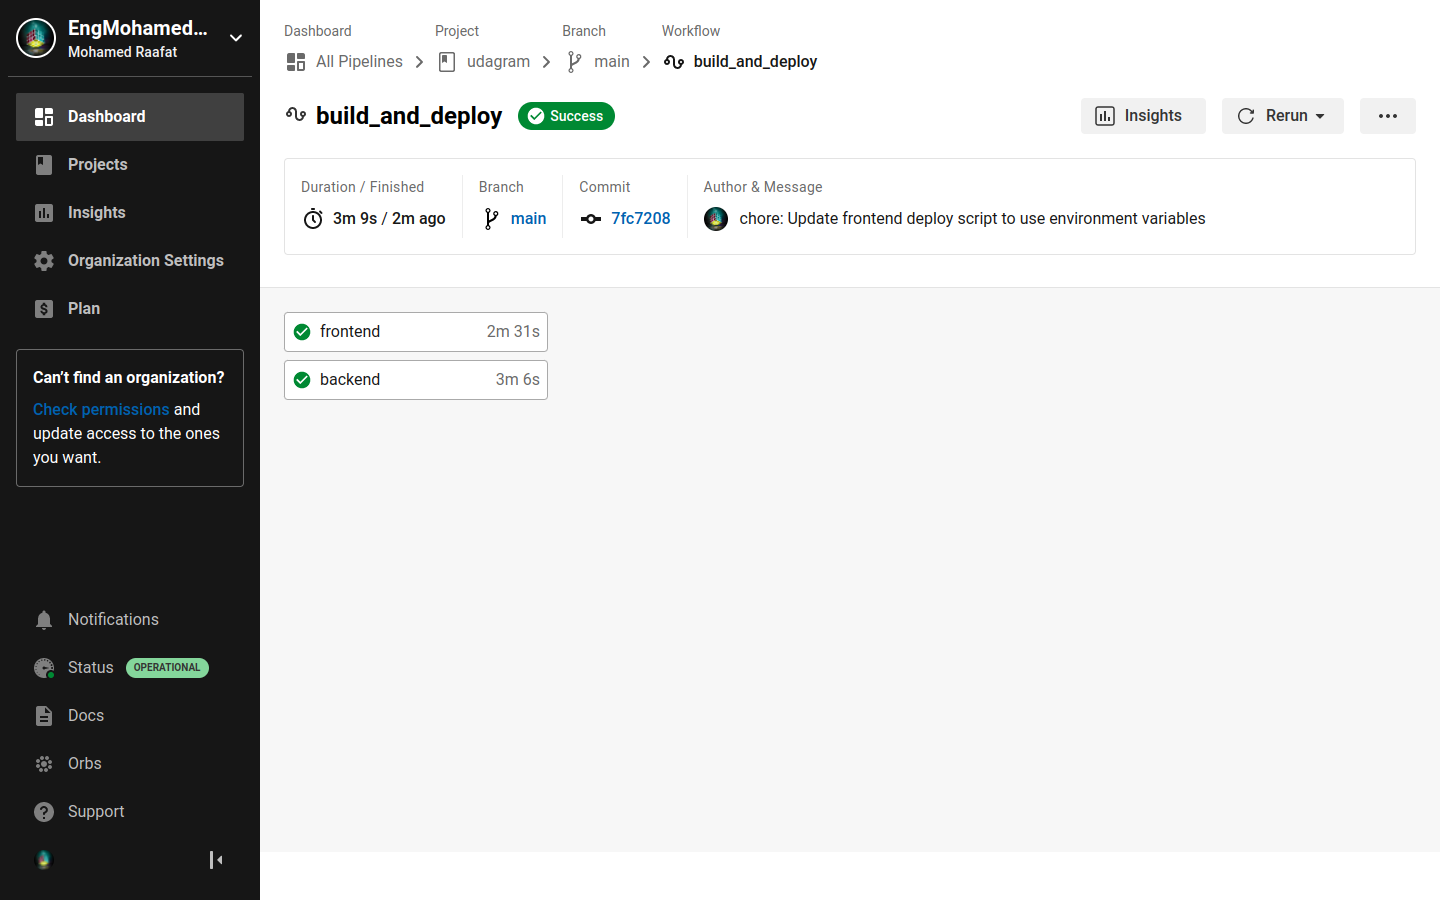 EngMohamed...
Mohamed Raafat
Dashboard
Projects
Insights
Organization Settings
Plan
Can't find an organization?
Check permissions and
update access to the ones
you want.
Notifications
Status OPERATIONAL
Docs
Orbs
Support
Dashboard Project Branch Workflow
All Pipelines udagram main build_and_deploy
build_and_deploy Success
Insights Rerun
Duration / Finished Branch Commit Author & Message
3m 9s / 2m ago main 7fc7208 chore: Update frontend deploy script to use environment variables
frontend 2m 31s
backend 3m 6s